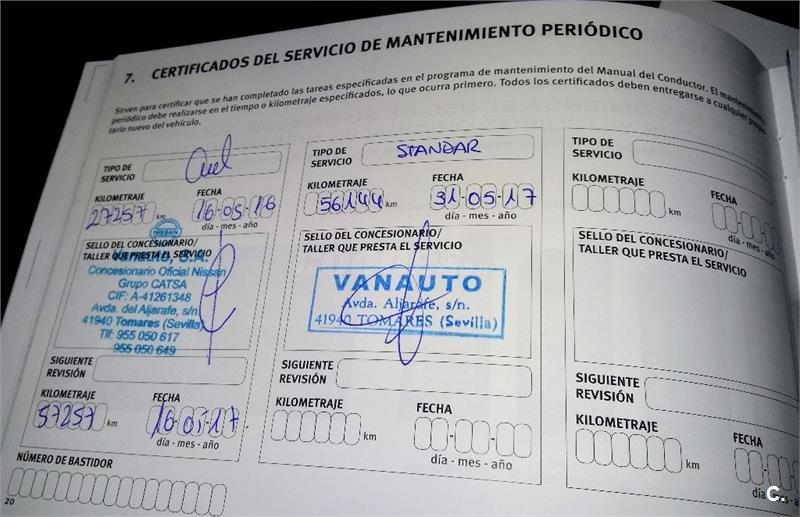 7. CERTIFICADOS DEL SERVICIO DE MANTENIMIENTO PERIÓDICO
Sirven para certificar que se han completado las tareas especificadas en el programa de mantenimiento del Manual del Conductor. El mantenimiento
periódico debe realizarse en el tiempo o kilometraje especificados, lo que ocurra primero. Todos los certificados deben entregarse a cualquier
tario nuevo del vehículo.
TIPO DE
SERVICIO
KILOMETRAJE
FECHA
27257 km
16-05-16
día - mes - año
NISSAN
SELLO DEL CONCESIONARIO/
TALLER QUE PRESTA EL SERVICIO
S.A.
Concesionario Oficial Nissan
Grupo CATSA
CIF: A-41261348
Avda. del Aljarafe, s/n.
41940 Tomares (Sevilla)
Tlf: 955 050 617
955 050 649
SIGUIENTE
REVISIÓN
KILOMETRAJE
FECHA
57257 km
día - mes - año
NÚMERO DE BASTIDOR
20
TIPO DE
SERVICIO
STANDAR
KILOMETRAJE
FECHA
56144 km
31-05-17
día - mes - año
SELLO DEL CONCESIONARIO/
TALLER QUE PRESTA EL SERVICIO
VANAUTO
Avda. Aljarafe, s/n.
41940 TOMARES (Sevilla)
SIGUIENTE
REVISIÓN
KILOMETRAJE
FECHA
km
día - mes - año
TIPO DE
SERVICIO
KILOMETRAJE
FECHA
km
día - mes - año
SELLO DEL CONCESIONARIO/
TALLER QUE PRESTA EL SERVICIO
SIGUIENTE
REVISIÓN
KILOMETRAJE
FECHA
km
día - mes
C.